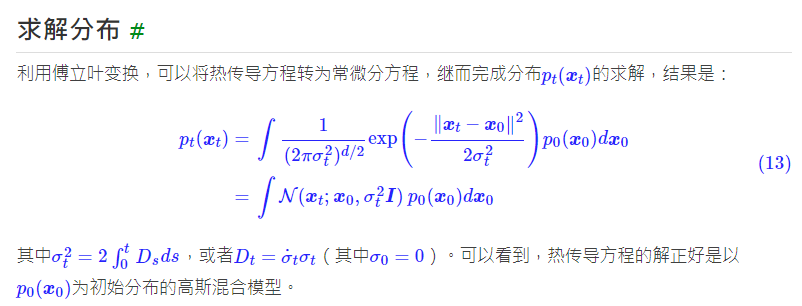 求解分布 #
利用傅立叶变换，可以将热传导方程转为常微分方程，继而完成分布$p_t(\boldsymbol{x}_t)$的求解，结果是：
$p_t(\boldsymbol{x}_t) = \int \frac{1}{(2\pi\sigma_t^2)^{d/2}} \exp\left(-\frac{\|\boldsymbol{x}_t - \boldsymbol{x}_0\|^2}{2\sigma_t^2}\right) p_0(\boldsymbol{x}_0) d\boldsymbol{x}_0$
$= \int \mathcal{N}(\boldsymbol{x}_t; \boldsymbol{x}_0, \sigma_t^2 \boldsymbol{I})\, p_0(\boldsymbol{x}_0) d\boldsymbol{x}_0$
(13)
其中$\sigma_t^2 = 2\int_0^t D_s ds$，或者$D_t = \dot{\sigma}_t \sigma_t$（其中$\sigma_0 = 0$）。可以看到，热传导方程的解正好是以
$p_0(\boldsymbol{x}_0)$为初始分布的高斯混合模型。